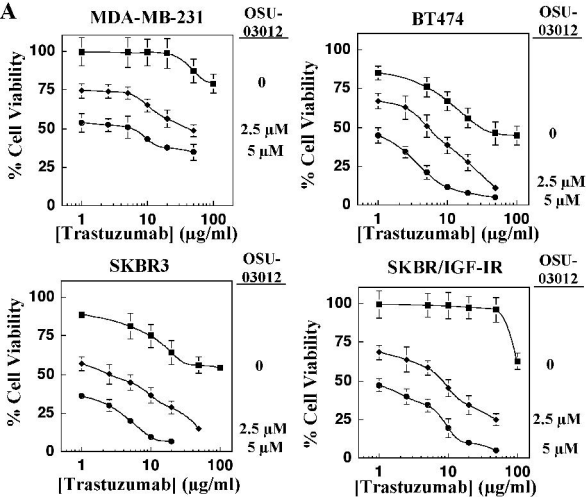 A
MDA-MB-231
OSU-
03012
% Cell Viability
100
75
50
25
0
0
2.5 µM
5 µM
1
10
100
[Trastuzumab] (µg/ml)
BT474
OSU-
03012
% Cell Viability
100
75
50
25
0
2.5 µM
5 µM
1
10
100
[Trastuzumab] (µg/ml)
SKBR3
OSU-
03012
% Cell Viability
100
75
50
25
0
0
2.5 µM
5 µM
1
10
100
[Trastuzumab] (µg/ml)
SKBR/IGF-IR
OSU-
03012
% Cell Viability
100
75
50
25
0
0
2.5 µM
5 µM
1
10
100
[Trastuzumab] (µg/ml)